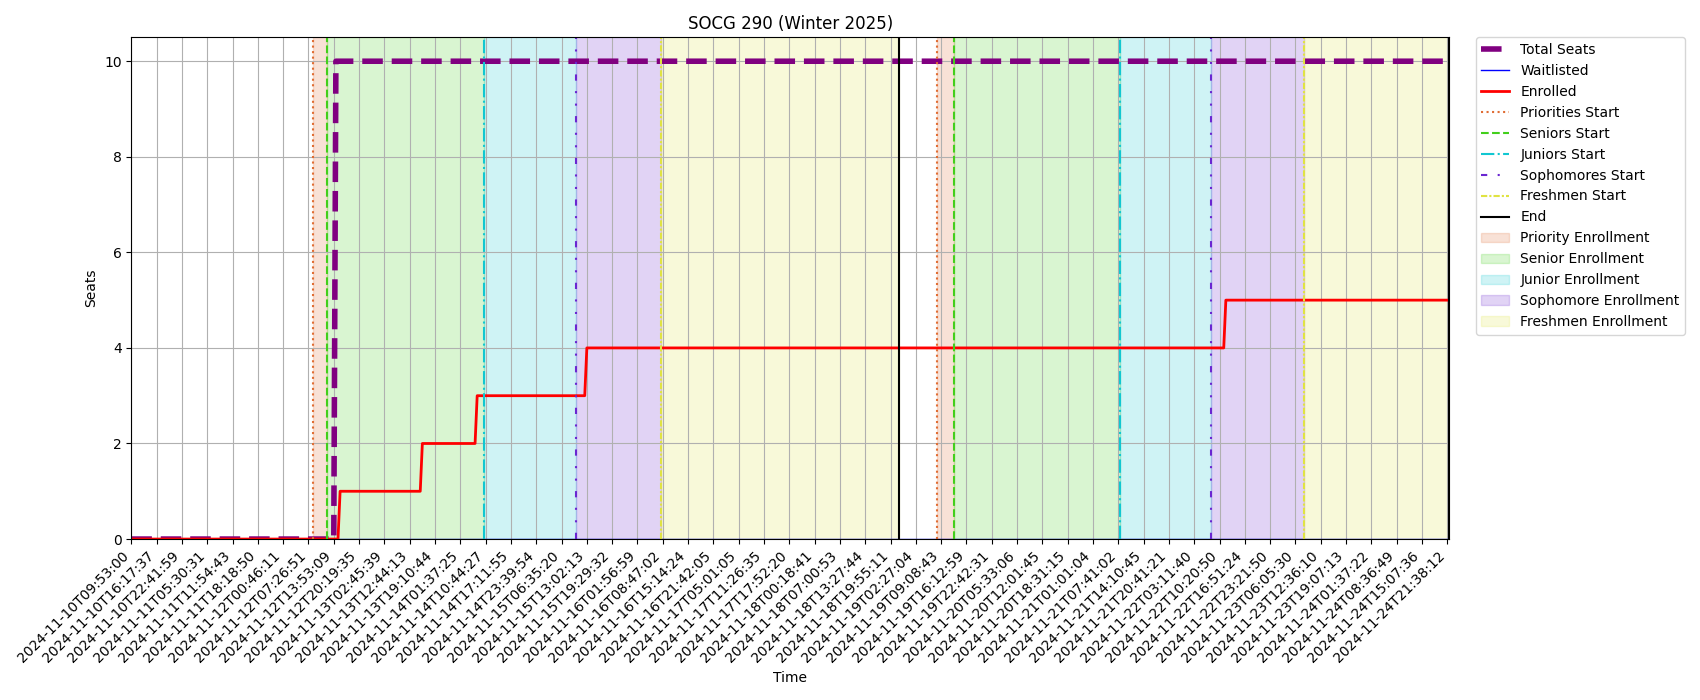 SOCG 290 (Winter 2025)
Seats
10
8
6
4
2
0
2024-11-10T09:53:00
2024-11-10T16:17:37
2024-11-10T22:41:59
2024-11-11T05:30:31
2024-11-11T11:54:43
2024-11-11T18:18:50
2024-11-12T00:46:11
2024-11-12T07:26:51
2024-11-12T13:53:09
2024-11-12T20:19:35
2024-11-13T02:45:39
2024-11-13T12:44:13
2024-11-13T19:10:44
2024-11-14T01:37:25
2024-11-14T10:44:27
2024-11-14T17:11:55
2024-11-14T23:39:54
2024-11-15T06:35:20
2024-11-15T13:02:13
2024-11-15T19:29:32
2024-11-16T01:56:59
2024-11-16T08:47:02
2024-11-16T15:14:24
2024-11-16T21:42:05
2024-11-17T05:01:05
2024-11-17T11:26:35
2024-11-17T17:52:20
2024-11-18T00:18:41
2024-11-18T07:00:53
2024-11-18T13:27:44
2024-11-18T19:55:11
2024-11-19T02:27:04
2024-11-19T09:08:43
2024-11-19T16:12:59
2024-11-19T22:42:31
2024-11-20T05:33:06
2024-11-20T12:01:45
2024-11-20T18:31:15
2024-11-21T01:01:04
2024-11-21T07:41:02
2024-11-21T14:10:45
2024-11-21T20:41:21
2024-11-22T03:11:40
2024-11-22T10:20:50
2024-11-22T16:51:24
2024-11-22T23:21:50
2024-11-23T06:05:30
2024-11-23T12:36:10
2024-11-23T19:07:13
2024-11-24T01:37:22
2024-11-24T08:36:49
2024-11-24T15:07:36
2024-11-24T21:38:12
Time
Total Seats
Waitlisted
Enrolled
Priorities Start
Seniors Start
Juniors Start
Sophomores Start
Freshmen Start
End
Priority Enrollment
Senior Enrollment
Junior Enrollment
Sophomore Enrollment
Freshmen Enrollment